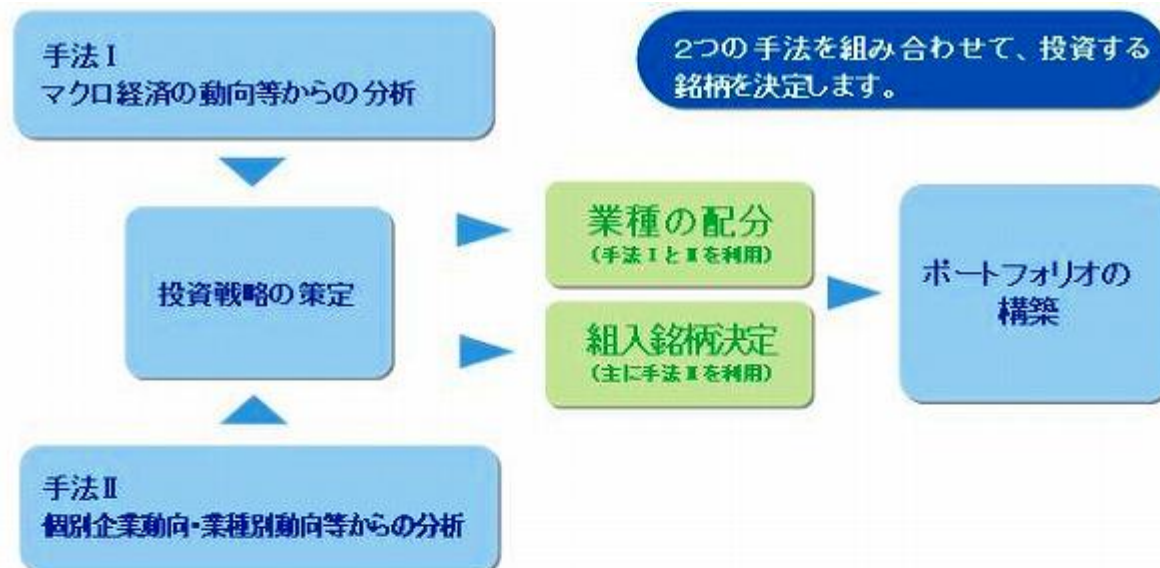 手法Ⅰ
マクロ経済の動向等からの分析
2つの手法を組み合わせて、投資する
銘柄を決定します。
投資戦略の策定
業種の配分
(手法ⅠとⅡを利用)
組入銘柄決定
(主に手法Ⅱを利用)
ポートフォリオの
構築
手法Ⅱ
個別企業動向・業種別動向等からの分析